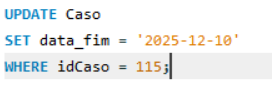 UPDATE Caso
SET data_fim = '2025-12-10'
WHERE idCaso = 115;